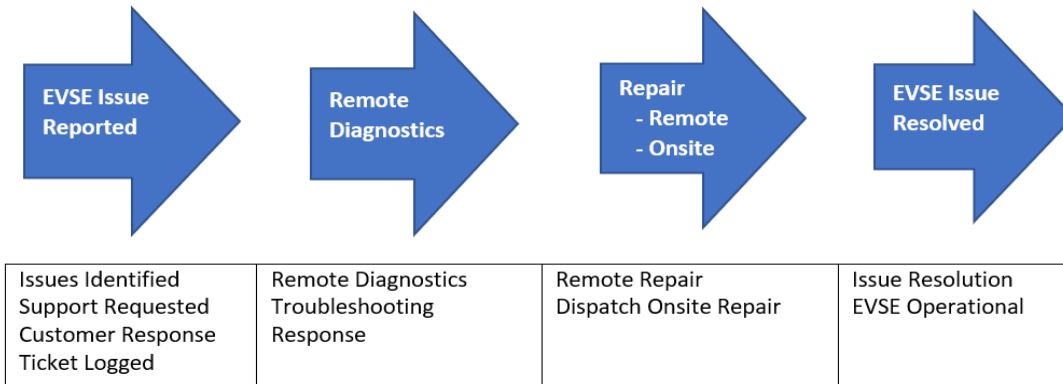 EVSE Issue
Reported
Remote
Diagnostics
Repair
- Remote
- Onsite
EVSE Issue
Resolved
Issues Identified
Support Requested
Customer Response
Ticket Logged
Remote Diagnostics
Troubleshooting
Response
Remote Repair
Dispatch Onsite Repair
Issue Resolution
EVSE Operational